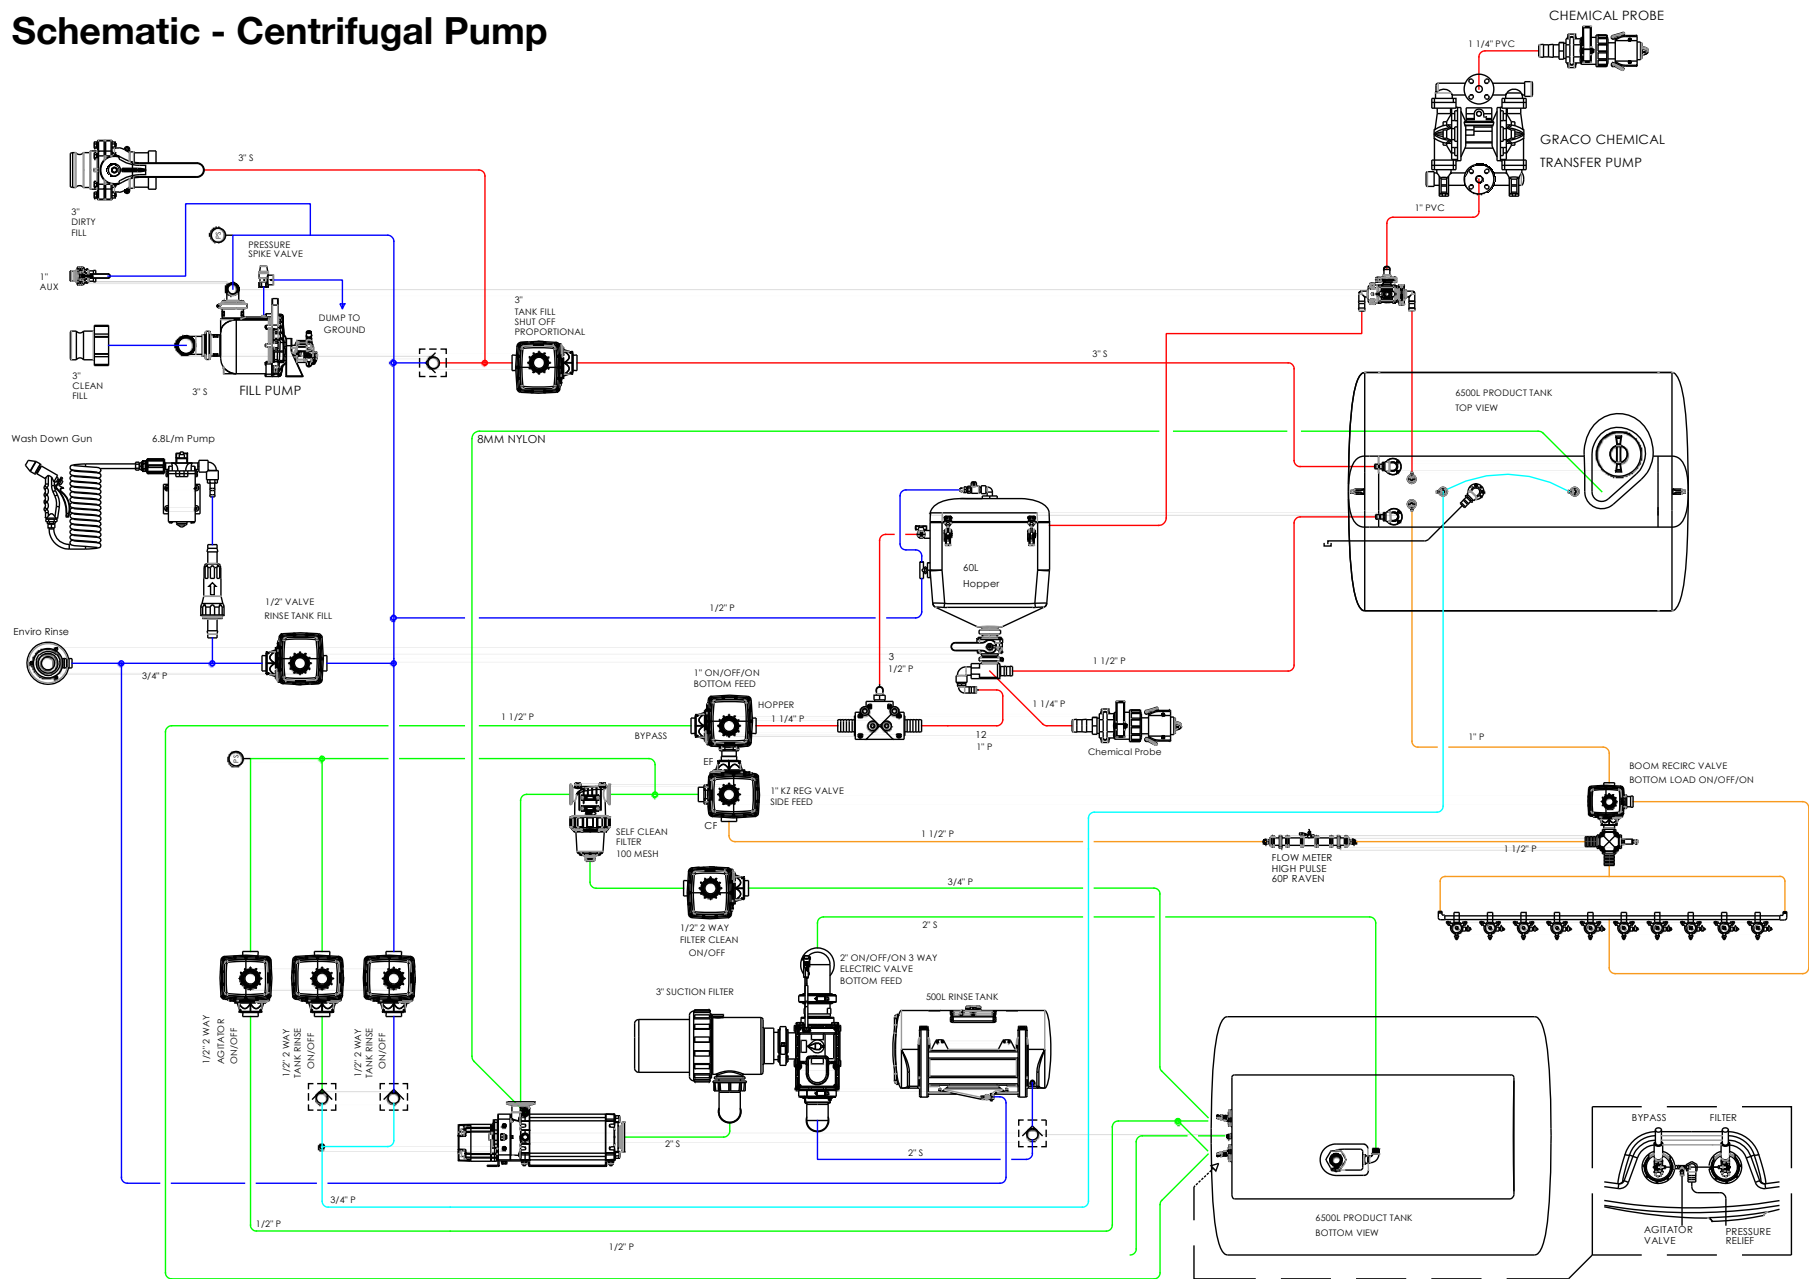 Schematic - Centrifugal Pump
CHEMICAL PROBE
1 1/4" PVC
GRACO CHEMICAL
TRANSFER PUMP
1" PVC
3" S
3"
DIRTY
FILL
PS
PRESSURE
SPIKE VALVE
1"
AUX
DUMP TO
GROUND
3"
TANK FILL
SHUT OFF
PROPORTIONAL
3"
CLEAN
FILL
3" S
FILL PUMP
3" S
6500L PRODUCT TANK
TOP VIEW
Wash Down Gun
6.8L/m Pump
8MM NYLON
60L
Hopper
1/2" VALVE
RINSE TANK FILL
1/2" P
Enviro Rinse
3/4" P
3
1/2" P
1 1/2" P
1" ON/OFF/ON
BOTTOM FEED
HOPPER
1 1/4" P
1 1/4" P
1 1/2" P
BYPASS
12
1" P
Chemical Probe
1" P
EF
PS
BOOM RECIRC VALVE
BOTTOM LOAD ON/OFF/ON
1" KZ REG VALVE
SIDE FEED
CF
SELF CLEAN
FILTER
100 MESH
1 1/2" P
1 1/2" P
FLOW METER
HIGH PULSE
60P RAVEN
3/4" P
1/2" 2 WAY
FILTER CLEAN
ON/OFF
2" S
2" ON/OFF/ON 3 WAY
ELECTRIC VALVE
BOTTOM FEED
3" SUCTION FILTER
500L RINSE TANK
1/2" 2 WAY
AGITATOR
ON/OFF
1/2" 2 WAY
TANK RINSE
ON/OFF
1/2" 2 WAY
TANK RINSE
ON/OFF
2" S
2" S
3/4" P
1/2" P
1/2" P
6500L PRODUCT TANK
BOTTOM VIEW
BYPASS
FILTER
AGITATOR
VALVE
PRESSURE
RELIEF